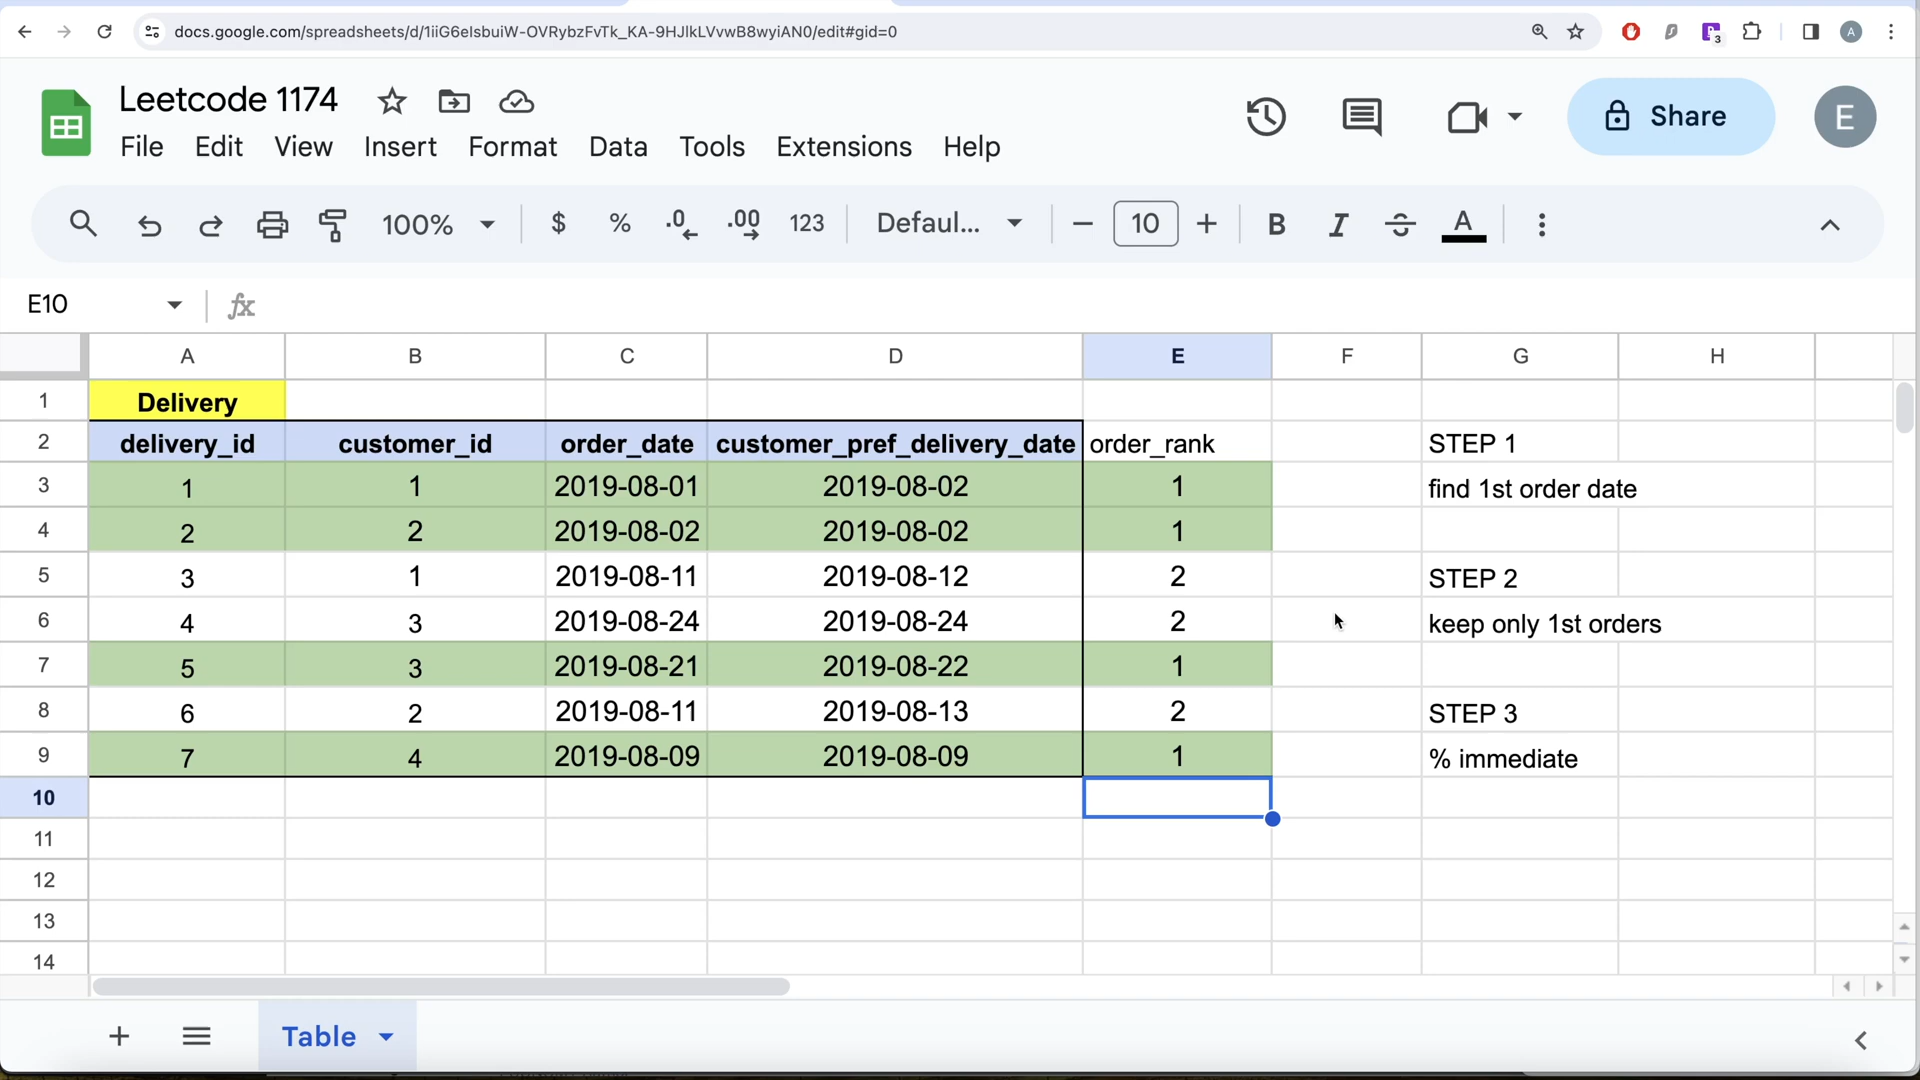 docs.google.com/spreadsheets/d/1iiG6eIsbuiW-OVRybzFvTk_KA-9HJlkLVvwB8wyiAN0/edit#gid=0
3
A
Leetcode 1174
File Edit View Insert Format Data Tools Extensions Help
Share
E
100% $ % .0 .00 123 Defaul... 10 B I S A
E10 fx
A B C D E F G H
1 Delivery
2 delivery_id customer_id order_date customer_pref_delivery_date order_rank STEP 1
3 1 1 2019-08-01 2019-08-02 1 find 1st order date
4 2 2 2019-08-02 2019-08-02 1
5 3 1 2019-08-11 2019-08-12 2 STEP 2
6 4 3 2019-08-24 2019-08-24 2 keep only 1st orders
7 5 3 2019-08-21 2019-08-22 1
8 6 2 2019-08-11 2019-08-13 2 STEP 3
9 7 4 2019-08-09 2019-08-09 1 % immediate
10
11
12
13
14
Table